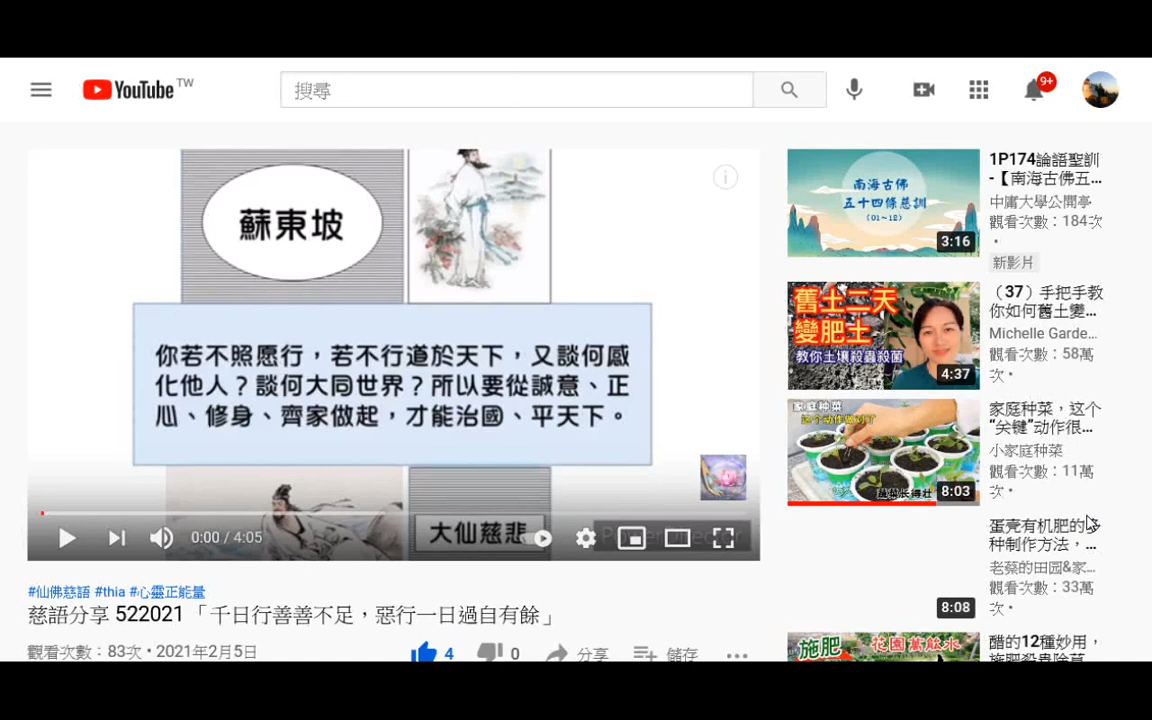 YouTube TW
搜尋
9+
蘇東坡
你若不照愿行，若不行道於天下，又談何感
化他人？談何大同世界？所以要從誠意、正
心、修身、齊家做起，才能治國、平天下。
大仙慈悲
0:00 / 4:05
#仙佛慈語 #thia #心靈正能量
慈語分享 522021 「千日行善善不足，惡行一日過自有餘」
觀看次數：83次 • 2021年2月5日
4
0
分享
儲存
南海古佛
五十四條慈訓
(01~12)
3:16
1P174論語聖訓
-【南海古佛五...
中庸大學公開亭
觀看次數：184次
•
新影片
舊土二天
變肥土
教你土壤殺蟲殺菌
4:37
（37）手把手教
你如何舊土變...
Michelle Garde...
觀看次數：58萬
次 •
8:03
家庭种菜，这个
“关键”动作很...
小家庭种菜
觀看次數：11萬
次 •
8:08
蛋壳有机肥的
种制作方法，...
老蔡的田园&家...
觀看次數：33萬
次 •
施肥
花園萬飲水
醋的12種妙用，